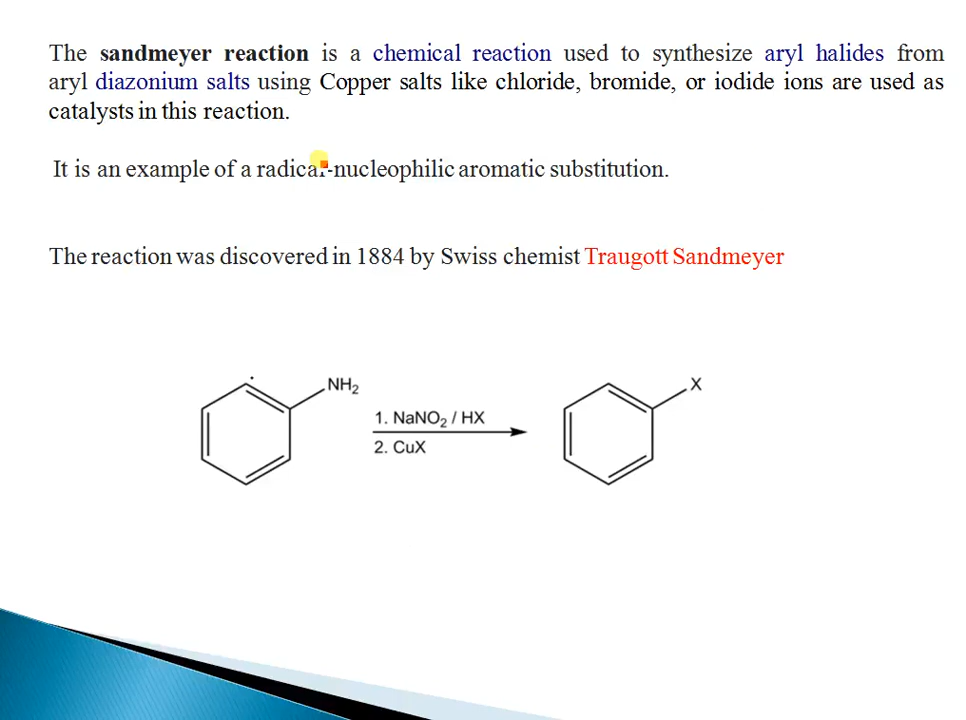 The sandmeyer reaction is a chemical reaction used to synthesize aryl halides from
aryl diazonium salts using Copper salts like chloride, bromide, or iodide ions are used as
catalysts in this reaction.
It is an example of a radical-nucleophilic aromatic substitution.
The reaction was discovered in 1884 by Swiss chemist Traugott Sandmeyer
NH₂
1. NaNO₂ / HX
2. CuX
X